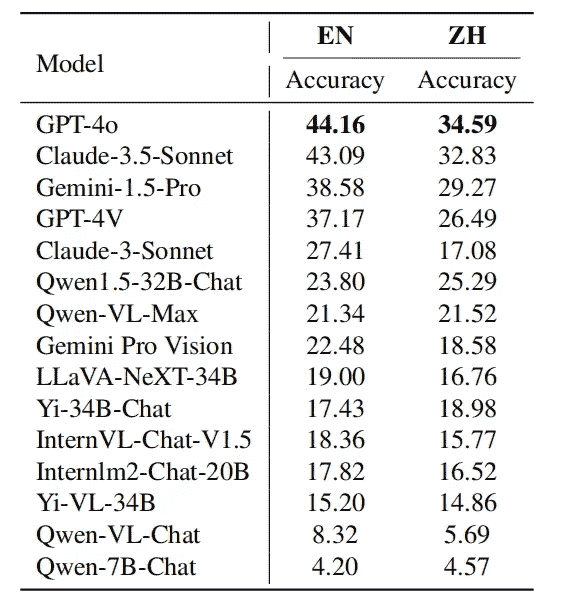 Model EN ZH
Accuracy Accuracy
GPT-4o 44.16 34.59
Claude-3.5-Sonnet 43.09 32.83
Gemini-1.5-Pro 38.58 29.27
GPT-4V 37.17 26.49
Claude-3-Sonnet 27.41 17.08
Qwen1.5-32B-Chat 23.80 25.29
Qwen-VL-Max 21.34 21.52
Gemini Pro Vision 22.48 18.58
LLaVA-NeXT-34B 19.00 16.76
Yi-34B-Chat 17.43 18.98
InternVL-Chat-V1.5 18.36 15.77
Internlm2-Chat-20B 17.82 16.52
Yi-VL-34B 15.20 14.86
Qwen-VL-Chat 8.32 5.69
Qwen-7B-Chat 4.20 4.57